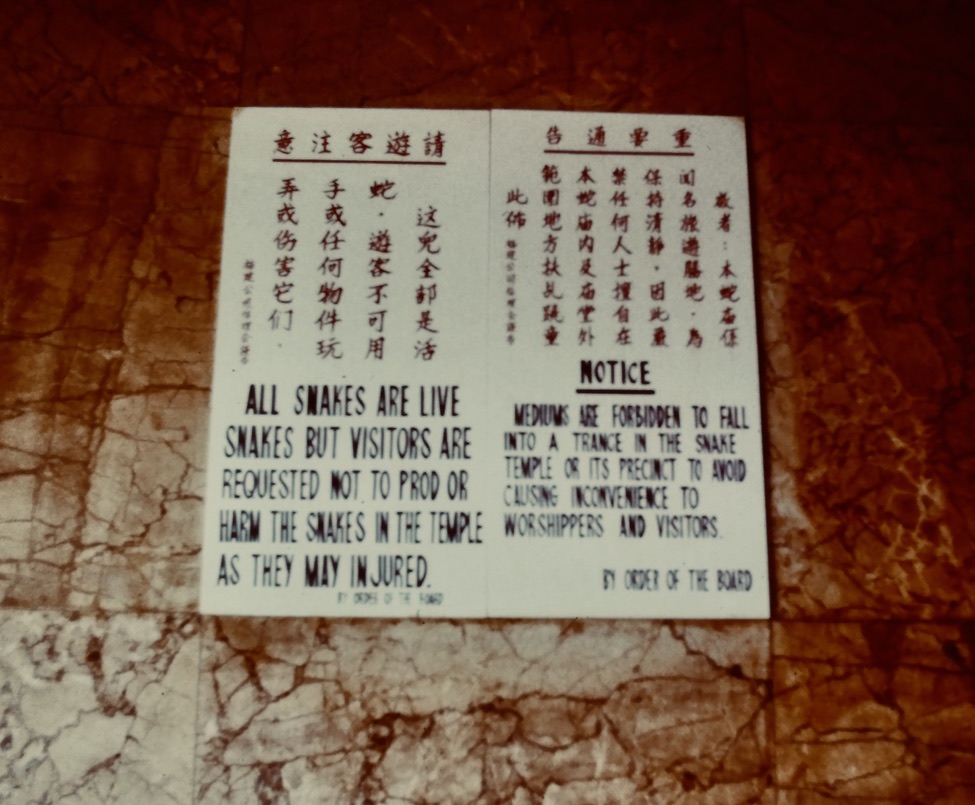 請遊客注意
这兒全部是活
蛇．遊客不可用
手或任何物件玩
弄或伤害它们．
ALL SNAKES ARE LIVE
SNAKES BUT VISITORS ARE
REQUESTED NOT TO PROD OR
HARM THE SNAKES IN THE TEMPLE
AS THEY MAY INJURED.
BY ORDER OF THE BOARD
重要通告
敬者：本蛇庙係
闻名旅遊勝地．為
保持清靜．因此嚴
禁任何人士擅自在
本蛇庙内及庙堂外
範圍地方扶乩跳童
此佈
NOTICE
MEDIUMS ARE FORBIDDEN TO FALL
INTO A TRANCE IN THE SNAKE
TEMPLE OR ITS PRECINCT TO AVOID
CAUSING INCONVENIENCE TO
WORSHIPPERS AND VISITORS.
BY ORDER OF THE BOARD